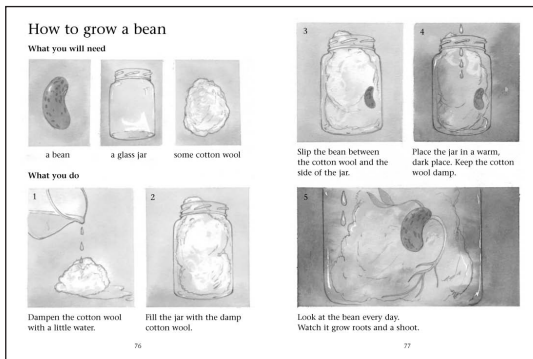 How to grow a bean
What you will need
a bean
a glass jar
some cotton wool
What you do
1
Dampen the cotton wool
with a little water.
2
Fill the jar with the damp
cotton wool.
76
3
Slip the bean between
the cotton wool and the
side of the jar.
4
Place the jar in a warm,
dark place. Keep the cotton
wool damp.
5
Look at the bean every day.
Watch it grow roots and a shoot.
77